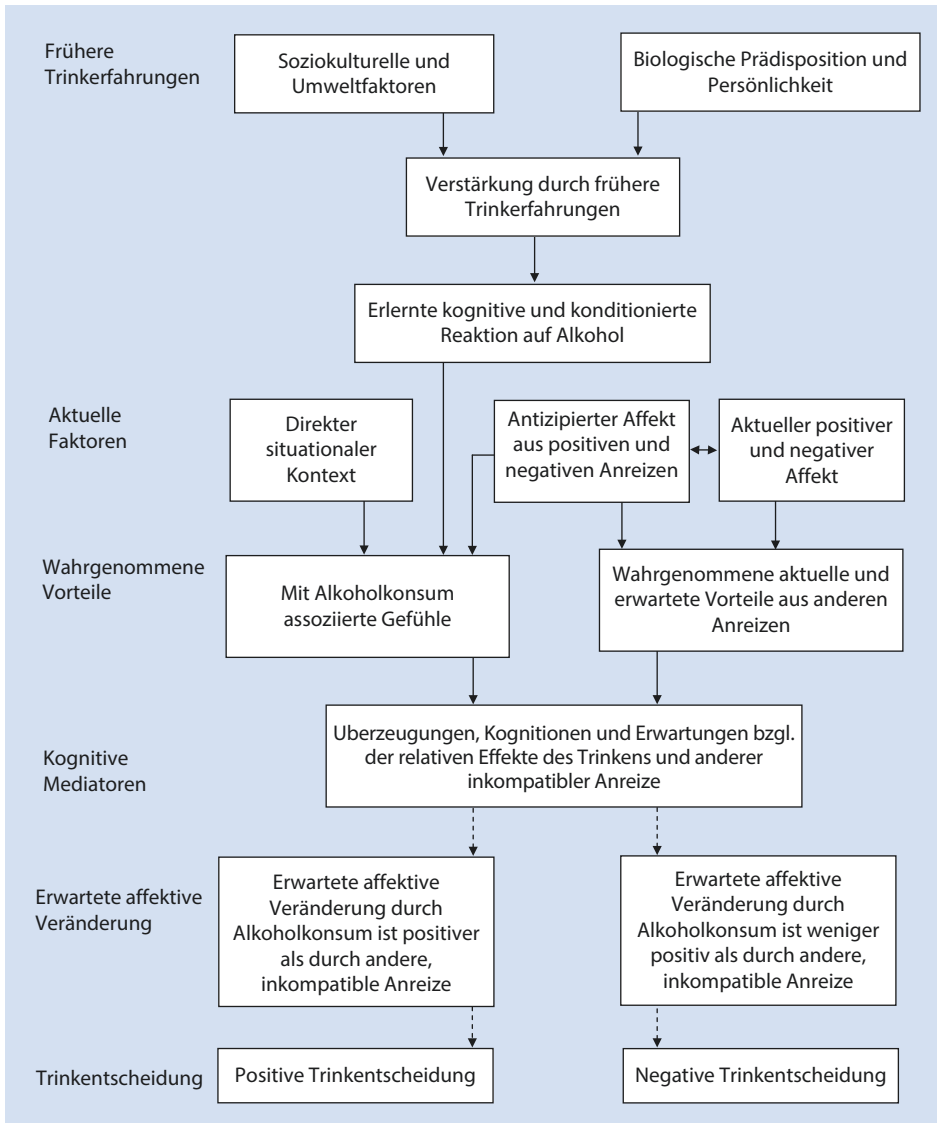 Frühere
Trinkerfahrungen
Soziokulturelle und
Umweltfaktoren
Biologische Prädisposition und
Persönlichkeit
Verstärkung durch frühere
Trinkerfahrungen
Erlernte kognitive und konditionierte
Reaktion auf Alkohol
Aktuelle
Faktoren
Direkter
situationaler
Kontext
Antizipierter Affekt
aus positiven und
negativen Anreizen
Aktueller positiver
und negativer
Affekt
Wahrgenommene
Vorteile
Mit Alkoholkonsum
assoziierte Gefühle
Wahrgenommene aktuelle und
erwartete Vorteile aus anderen
Anreizen
Kognitive
Mediatoren
Uberzeugungen, Kognitionen und Erwartungen bzgl.
der relativen Effekte des Trinkens und anderer
inkompatibler Anreize
Erwartete affektive
Veränderung
Erwartete affektive
Veränderung durch
Alkoholkonsum ist positiver
als durch andere,
inkompatible Anreize
Erwartete affektive
Veränderung durch
Alkoholkonsum ist weniger
positiv als durch andere,
inkompatible Anreize
Trinkentscheidung
Positive Trinkentscheidung
Negative Trinkentscheidung